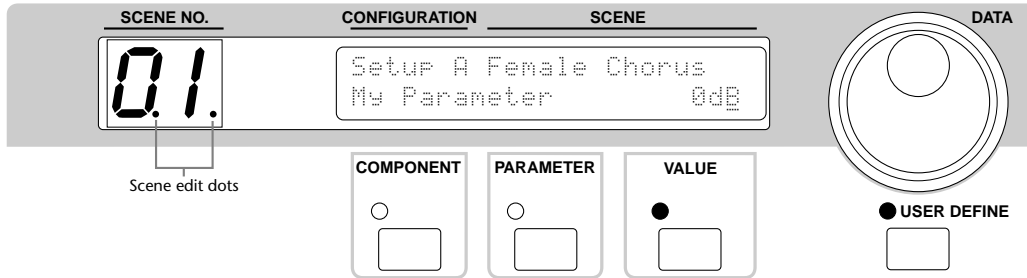 SCENE NO. CONFIGURATION SCENE DATA
01.
Setup A Female Chorus
My Parameter 0dB
Scene edit dots
COMPONENT PARAMETER VALUE
USER DEFINE